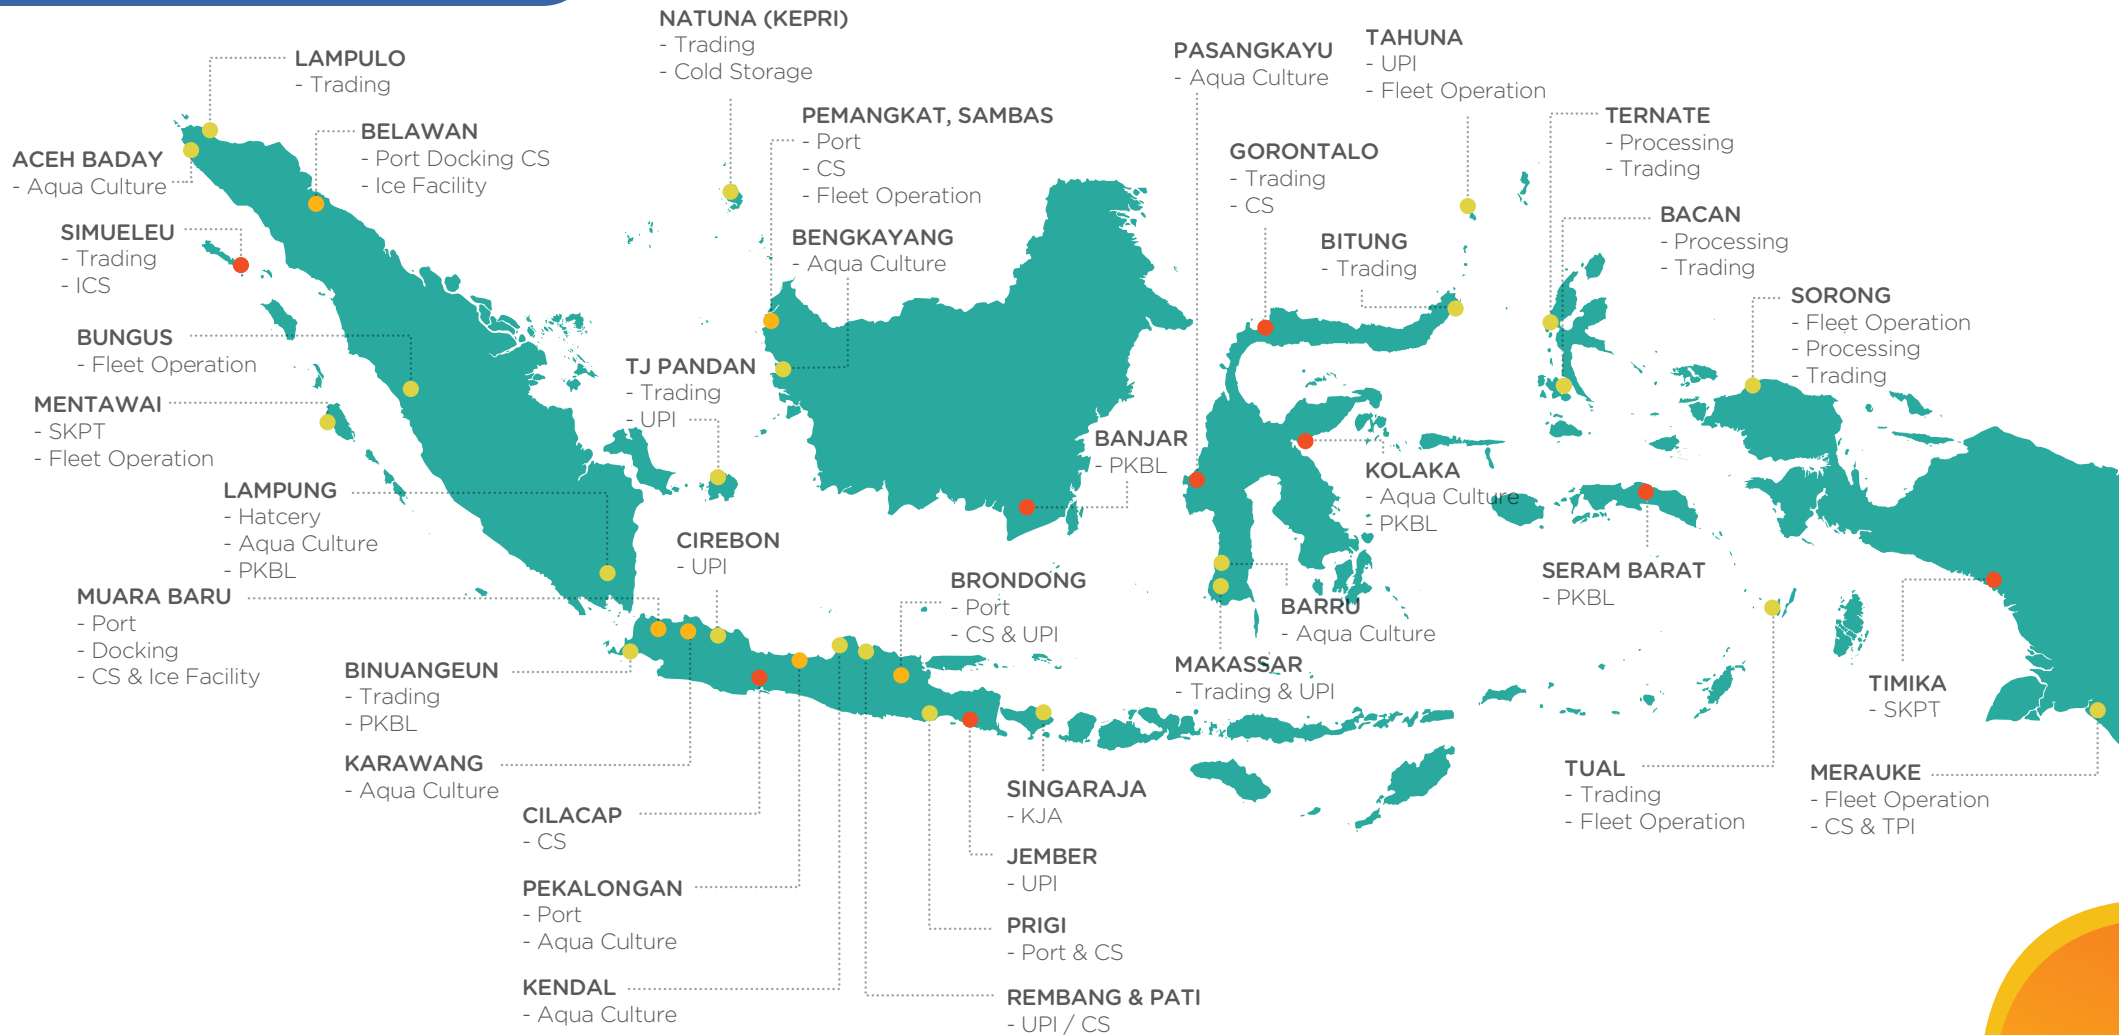 NATUNA (KEPRI)
- Trading
- Cold Storage
LAMPULO
- Trading
PASANGKAYU
- Aqua Culture
TAHUNA
- UPI
- Fleet Operation
BELAWAN
- Port Docking CS
- Ice Facility
PEMANGKAT, SAMBAS
- Port
- CS
- Fleet Operation
TERNATE
- Processing
- Trading
ACEH BADAY
- Aqua Culture
GORONTALO
- Trading
- CS
BACAN
- Processing
- Trading
SIMUELEU
- Trading
- ICS
BENGKAYANG
- Aqua Culture
BITUNG
- Trading
SORONG
- Fleet Operation
- Processing
- Trading
BUNGUS
- Fleet Operation
TJ PANDAN
- Trading
- UPI
MENTAWAI
- SKPT
- Fleet Operation
BANJAR
- PKBL
KOLAKA
- Aqua Culture
- PKBL
LAMPUNG
- Hatcery
- Aqua Culture
- PKBL
CIREBON
- UPI
BRONDONG
- Port
- CS & UPI
SERAM BARAT
- PKBL
MUARA BARU
- Port
- Docking
- CS & Ice Facility
BARRU
- Aqua Culture
BINUANGEUN
- Trading
- PKBL
MAKASSAR
- Trading & UPI
TIMIKA
- SKPT
KARAWANG
- Aqua Culture
TUAL
- Trading
- Fleet Operation
MERAUKE
- Fleet Operation
- CS & TPI
CILACAP
- CS
SINGARAJA
- KJA
JEMBER
- UPI
PEKALONGAN
- Port
- Aqua Culture
PRIGI
- Port & CS
KENDAL
- Aqua Culture
REMBANG & PATI
- UPI / CS